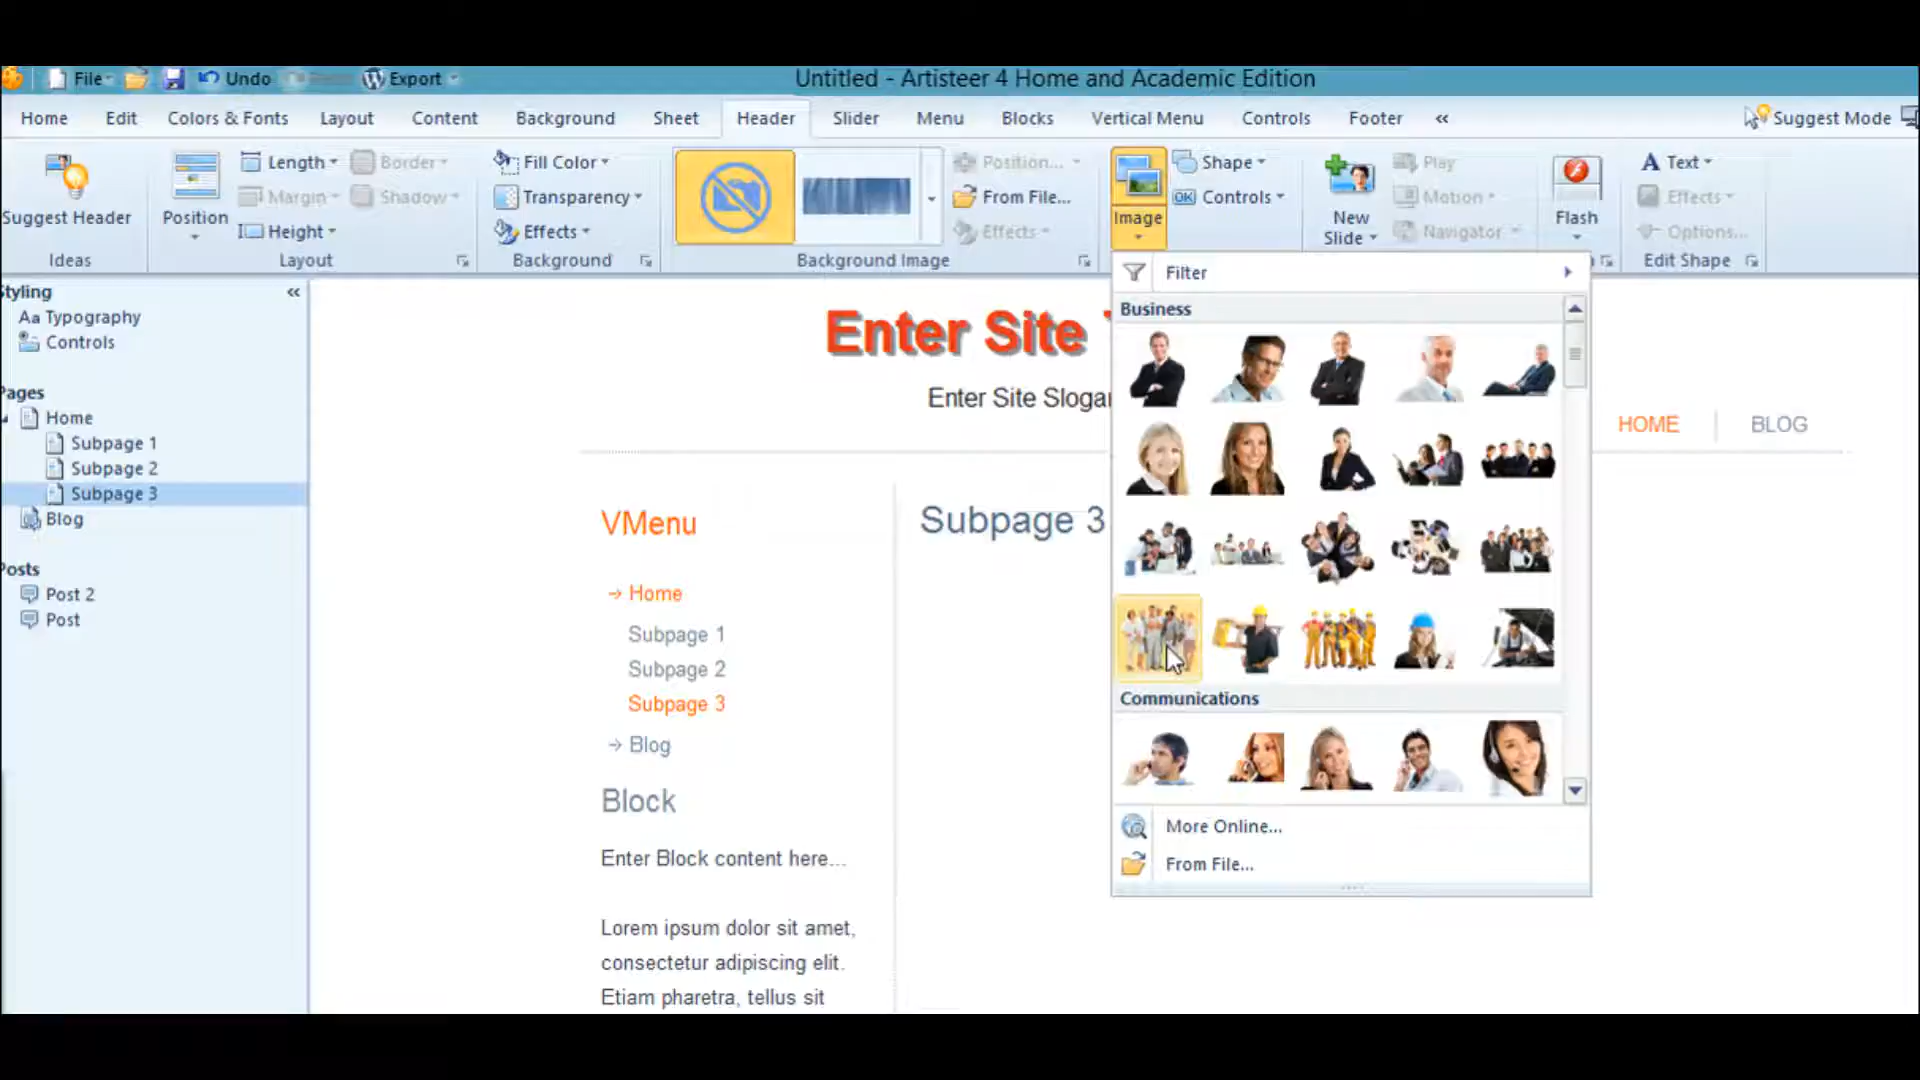 File
Undo
Export
Untitled - Artisteer 4 Home and Academic Edition
Home
Edit
Colors & Fonts
Layout
Content
Background
Sheet
Header
Slider
Menu
Blocks
Vertical Menu
Controls
Footer
Suggest Mode
Suggest Header
Ideas
Position
Length
Margin
Height
Border
Shadow
Layout
Fill Color
Transparency
Effects
Background
Position...
From File...
Effects
Background Image
Image
Shape
OK Controls
New
Slide
Play
Motion
Navigator
Flash
A Text
Effects
Options...
Edit Shape
Styling
Aa Typography
Controls
Pages
Home
Subpage 1
Subpage 2
Subpage 3
Blog
Posts
Post 2
Post
Enter Site
Enter Site Slogan
HOME
BLOG
VMenu
Home
Subpage 1
Subpage 2
Subpage 3
Blog
Block
Enter Block content here...
Lorem ipsum dolor sit amet,
consectetur adipiscing elit.
Etiam pharetra, tellus sit
Subpage 3
Filter
Business
Communications
More Online...
From File...